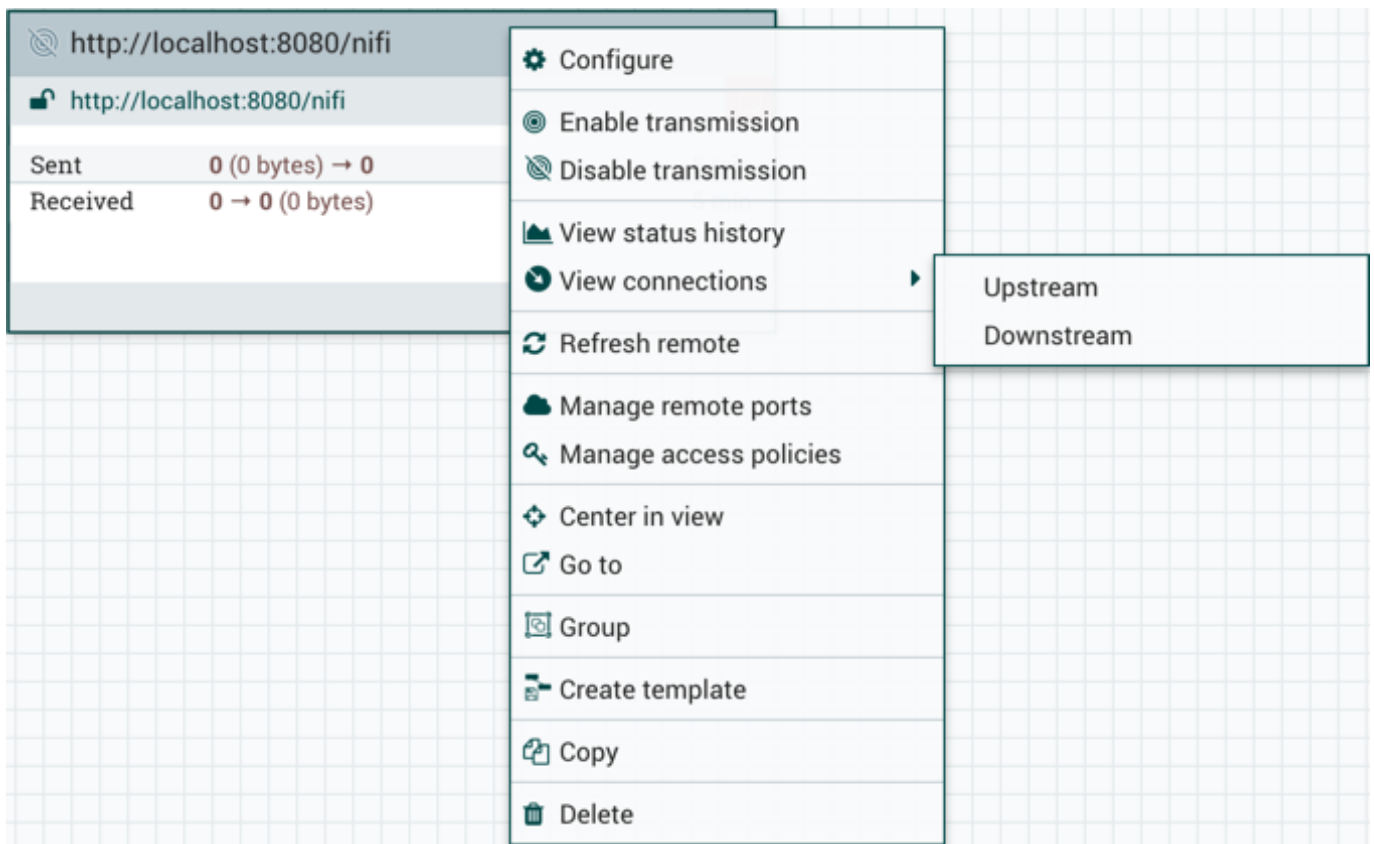 http://localhost:8080/nifi
http://localhost:8080/nifi
Sent 0 (0 bytes) → 0
Received 0 → 0 (0 bytes)
Configure
Enable transmission
Disable transmission
View status history
View connections
Refresh remote
Manage remote ports
Manage access policies
Center in view
Go to
Group
Create template
Copy
Delete
Upstream
Downstream